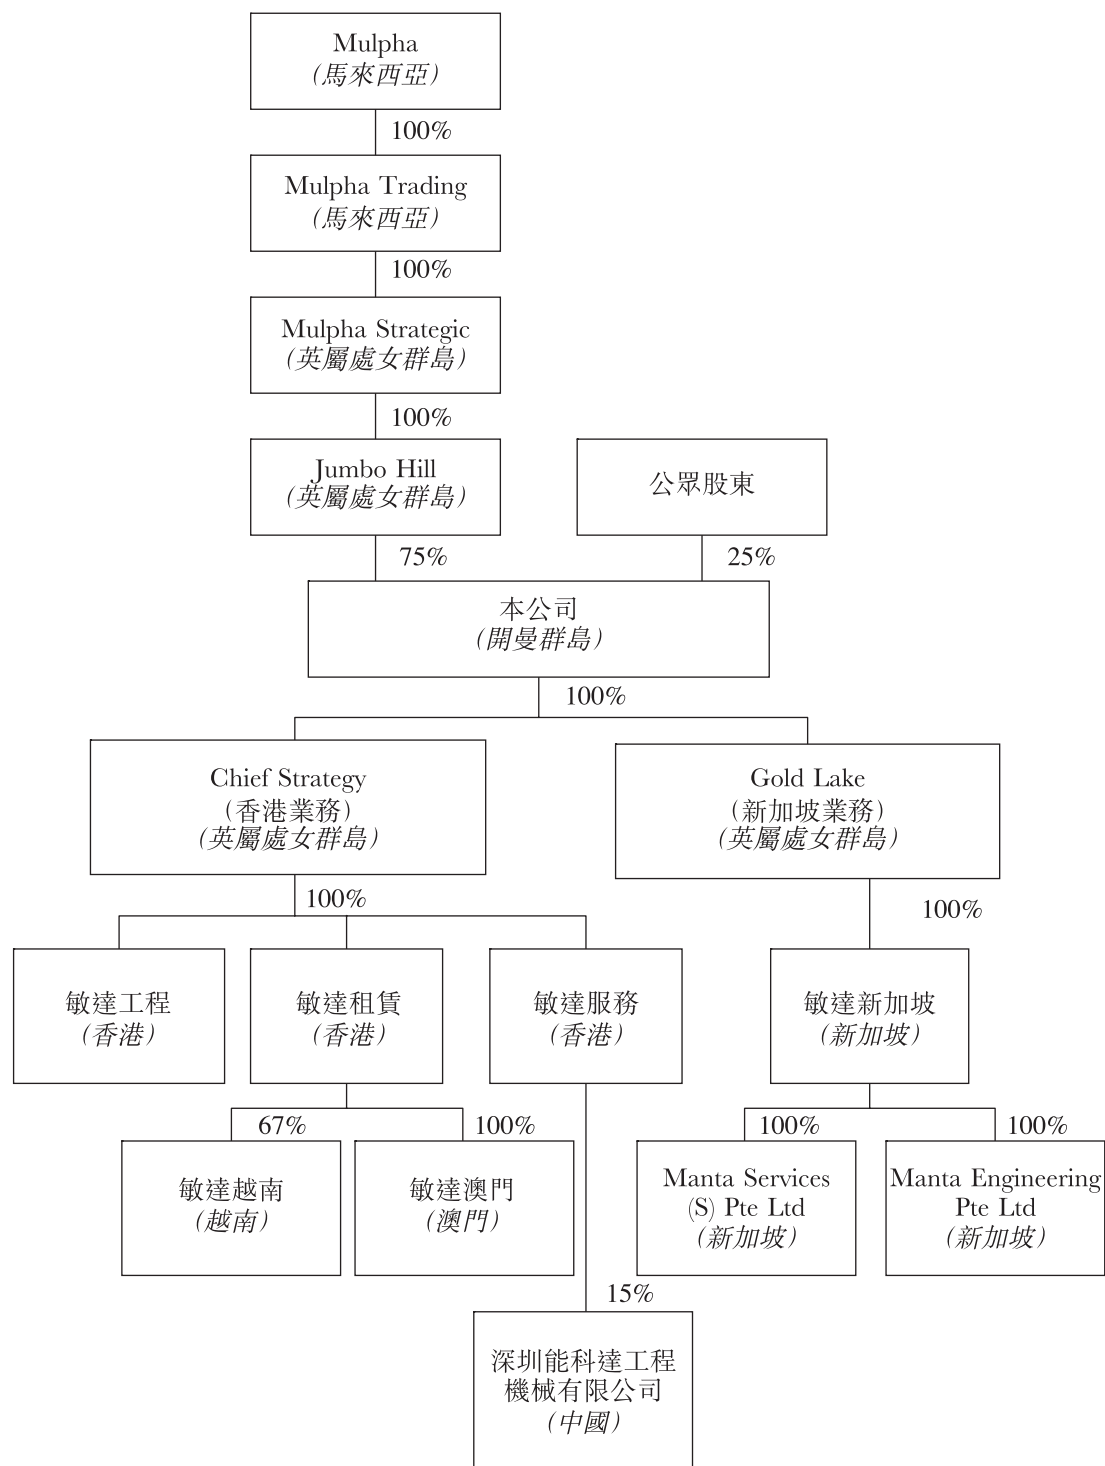 Mulpha
(馬來西亞)
100%
Mulpha Trading
(馬來西亞)
100%
Mulpha Strategic
(英屬處女群島)
100%
Jumbo Hill
(英屬處女群島)
公眾股東
75%
25%
本公司
(開曼群島)
100%
Chief Strategy
(香港業務)
(英屬處女群島)
Gold Lake
(新加坡業務)
(英屬處女群島)
100%
100%
敏達工程
(香港)
敏達租賃
(香港)
敏達服務
(香港)
敏達新加坡
(新加坡)
67%
100%
100%
100%
敏達越南
(越南)
敏達澳門
(澳門)
Manta Services
(S) Pte Ltd
(新加坡)
Manta Engineering
Pte Ltd
(新加坡)
15%
深圳能科達工程
機械有限公司
(中國)